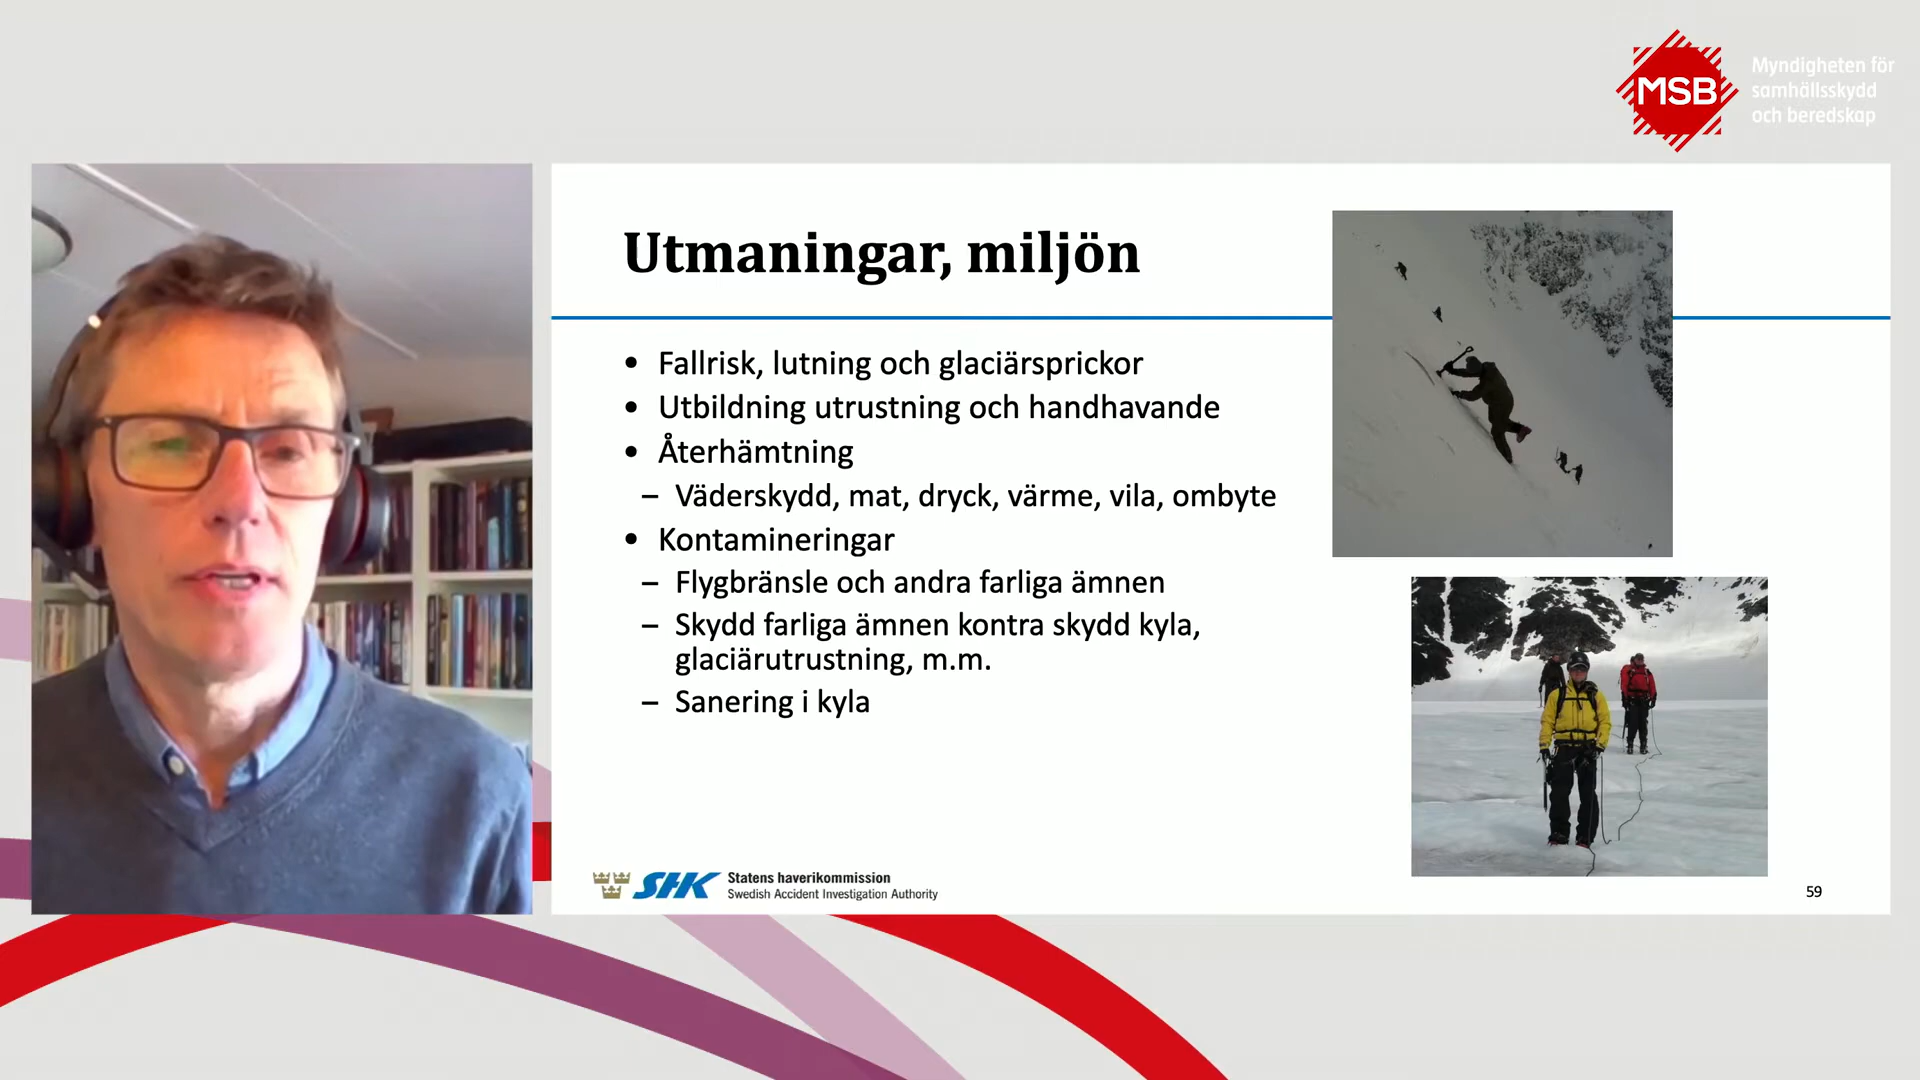 MSB
Myndigheten för
samhällsskydd
och beredskap
Utmaningar, miljön
• Fallrisk, lutning och glaciärsprickor
• Utbildning utrustning och handhavande
• Återhämtning
– Väderskydd, mat, dryck, värme, vila, ombyte
• Kontamineringar
– Flygbränsle och andra farliga ämnen
– Skydd farliga ämnen kontra skydd kyla,
glaciärutrustning, m.m.
– Sanering i kyla
SHK
Statens haverikommission
Swedish Accident Investigation Authority
59